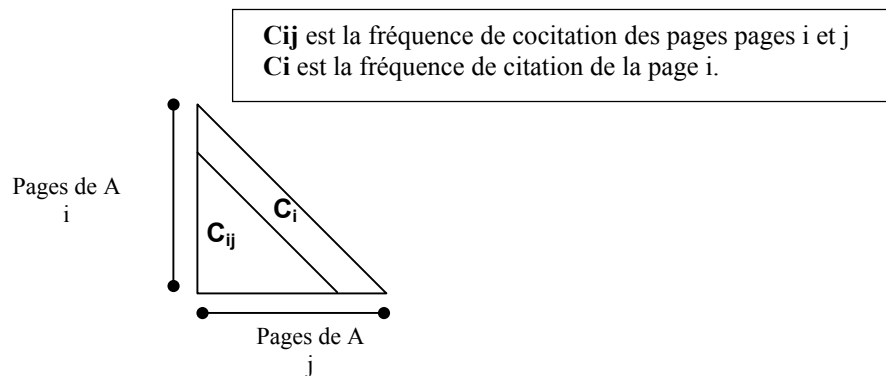 Cij est la fréquence de cocitation des pages pages i et j
Ci est la fréquence de citation de la page i.
Pages de A
i
Ci
Cij
Pages de A
j